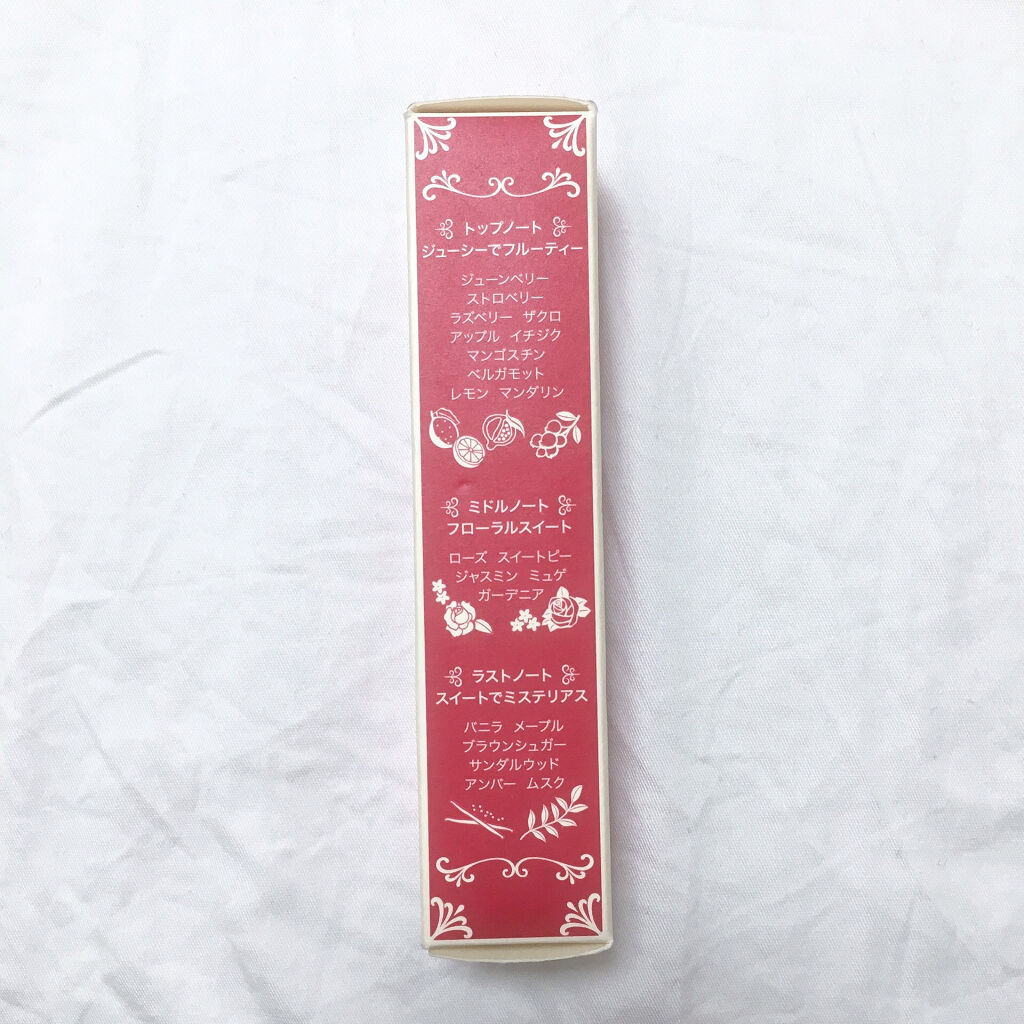 トップノート
ジューシーでフルーティー
ジューンベリー
ストロベリー
ラズベリー ザクロ
アップル イチジク
マンゴスチン
ベルガモット
レモン マンダリン
ミドルノート
フローラルスイート
ローズ スイートピー
ジャスミン ミュゲ
ガーデニア
ラストノート
スイートでミステリアス
バニラ メープル
ブラウンシュガー
サンダルウッド
アンバー ムスク